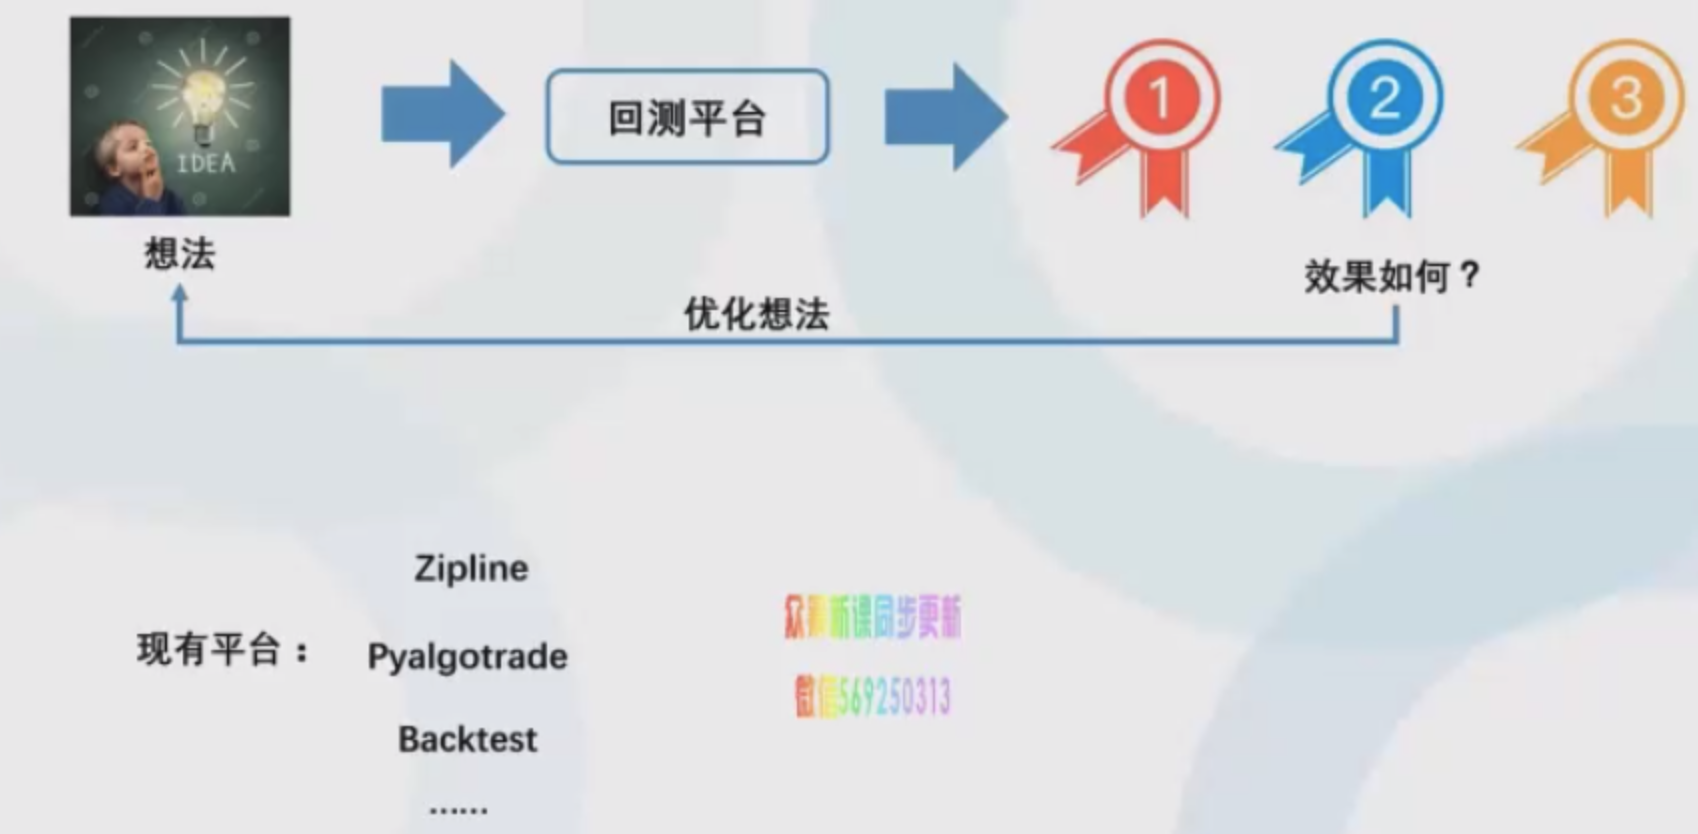 IDEA
回测平台
1
2
3
想法
效果如何？
优化想法
Zipline
现有平台：
Pyalgotrade
Backtest
……
听课同步更新
微信569250313